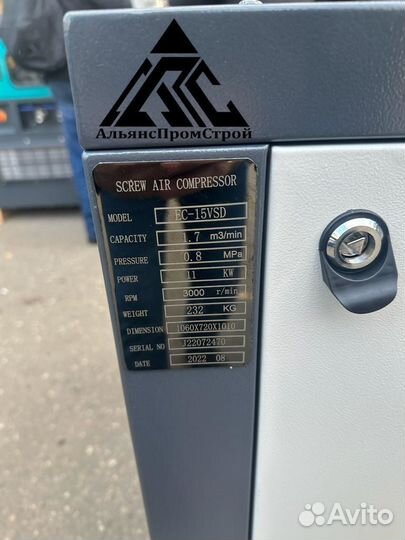 АльянсПромСтрой
SCREW AIR COMPRESSOR
MODEL EC-15VSD
CAPACITY 1.7 m3/min
PRESSURE 0.8 MPa
POWER 11 KW
RPM 3000 r/min
WEIGHT 232 KG
DIMENSION 1060X720X1010
SERIAL NO J22072470
DATE 2022 08
Avito